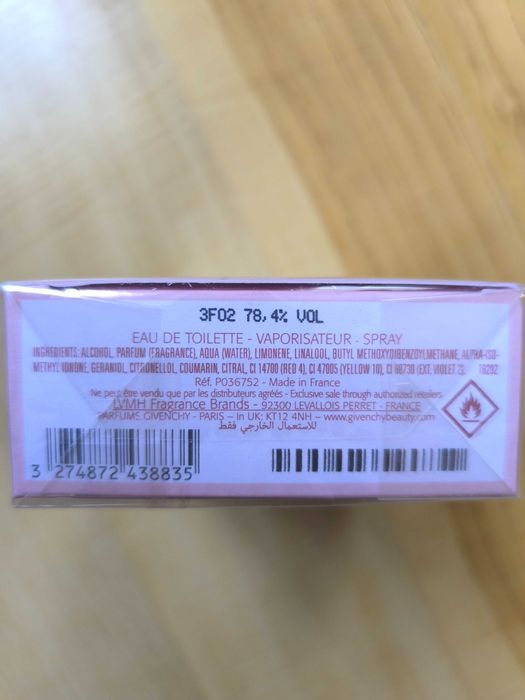 3F02 78,4% VOL
EAU DE TOILETTE - VAPORISATEUR - SPRAY
INGREDIENTS: ALCOHOL, PARFUM (FRAGRANCE), AQUA (WATER), LIMONENE, LINALOOL, BUTYL METHOXYDIBENZOYLMETHANE, ALPHA-ISO-
METHYL IONONE, GERANIOL, CITRONELLOL, COUMARIN, CITRAL, CI 14700 (RED 4), CI 47005 (YELLOW 10), CI 60730 (EXT. VIOLET 2). 16292
Réf. P036752 - Made in France
Ne peut être vendu que par les distributeurs agréés - Exclusive sale through authorized retailers
LVMH Fragrance Brands - 92300 LEVALLOIS PERRET - FRANCE
PARFUMS GIVENCHY - PARIS - In UK: KT12 4NH - www.givenchybeauty.com
للاستعمال الخارجي فقط
3 274872 438835